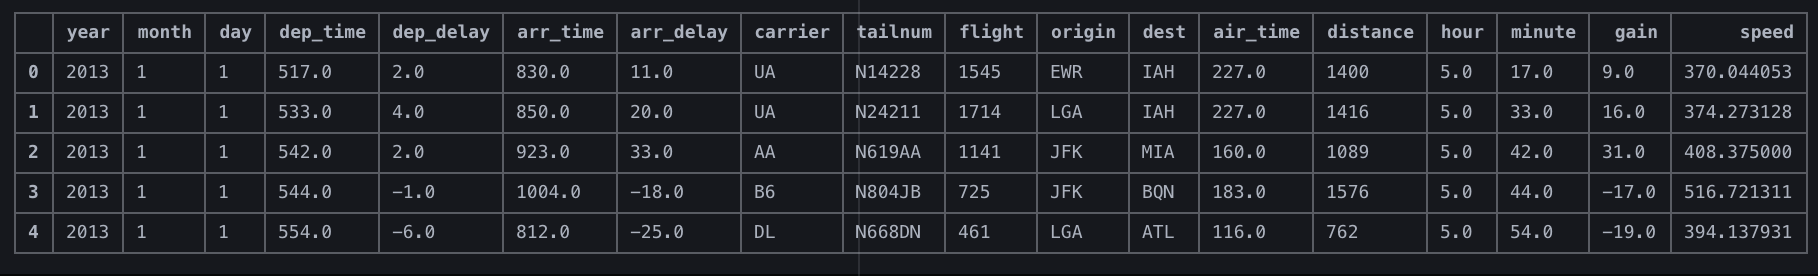 year month day dep_time dep_delay arr_time arr_delay carrier tailnum flight origin dest air_time distance hour minute gain speed
0 2013 1 1 517.0 2.0 830.0 11.0 UA N14228 1545 EWR IAH 227.0 1400 5.0 17.0 9.0 370.044053
1 2013 1 1 533.0 4.0 850.0 20.0 UA N24211 1714 LGA IAH 227.0 1416 5.0 33.0 16.0 374.273128
2 2013 1 1 542.0 2.0 923.0 33.0 AA N619AA 1141 JFK MIA 160.0 1089 5.0 42.0 31.0 408.375000
3 2013 1 1 544.0 −1.0 1004.0 −18.0 B6 N804JB 725 JFK BQN 183.0 1576 5.0 44.0 −17.0 516.721311
4 2013 1 1 554.0 −6.0 812.0 −25.0 DL N668DN 461 LGA ATL 116.0 762 5.0 54.0 −19.0 394.137931